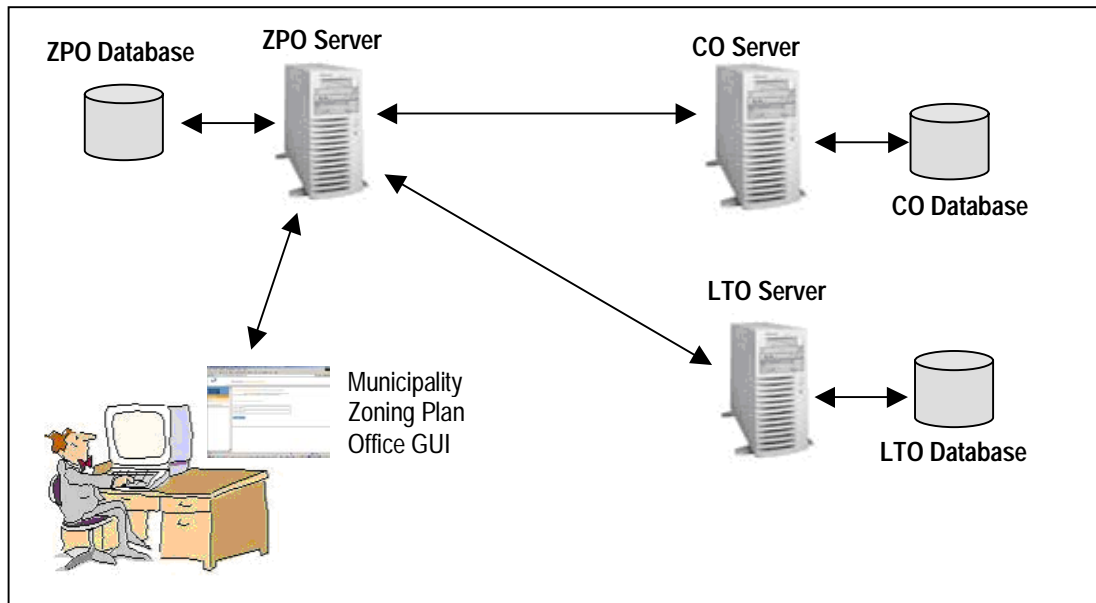 ZPO Database
ZPO Server
CO Server
CO Database
LTO Server
LTO Database
Municipality
Zoning Plan
Office GUI